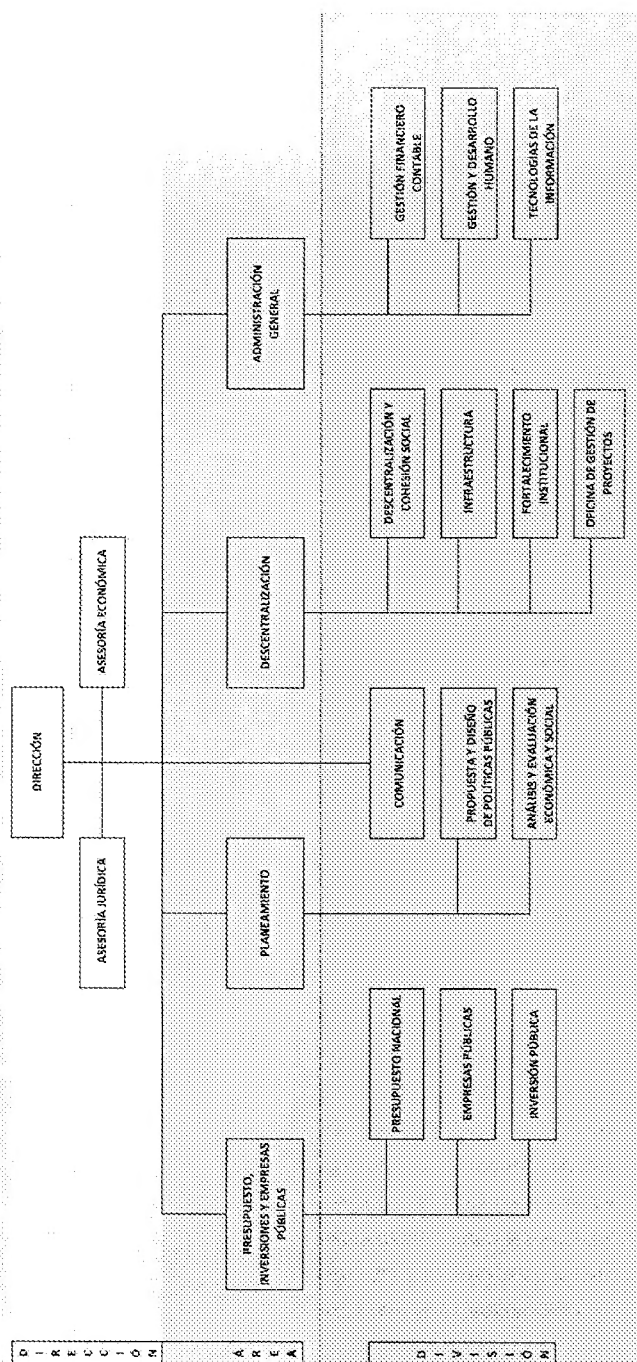 DIRECCIÓN
ASESORÍA JURÍDICA
ASESORÍA ECONÓMICA
PRESUPUESTO,
INVERSIONES Y EMPRESAS
PÚBLICAS
PLANEAMIENTO
DESCENTRALIZACIÓN
ADMINISTRACIÓN
GENERAL
PRESUPUESTO NACIONAL
EMPRESAS PÚBLICAS
INVERSIÓN PÚBLICA
COMUNICACIÓN
PROPUESTA Y DISEÑO
DE POLÍTICAS PÚBLICAS
ANÁLISIS Y EVALUACIÓN
ECONÓMICA Y SOCIAL
DESCENTRALIZACIÓN Y
COHESIÓN SOCIAL
INFRAESTRUCTURA
FORTALECIMIENTO
INSTITUCIONAL
OFICINA DE GESTIÓN DE
PROYECTOS
GESTIÓN FINANCIERO
CONTABLE
GESTIÓN Y DESARROLLO
HUMANO
TECNOLOGÍAS DE LA
INFORMACIÓN
DIRECCIÓN
ÁREA
DIVISIÓN